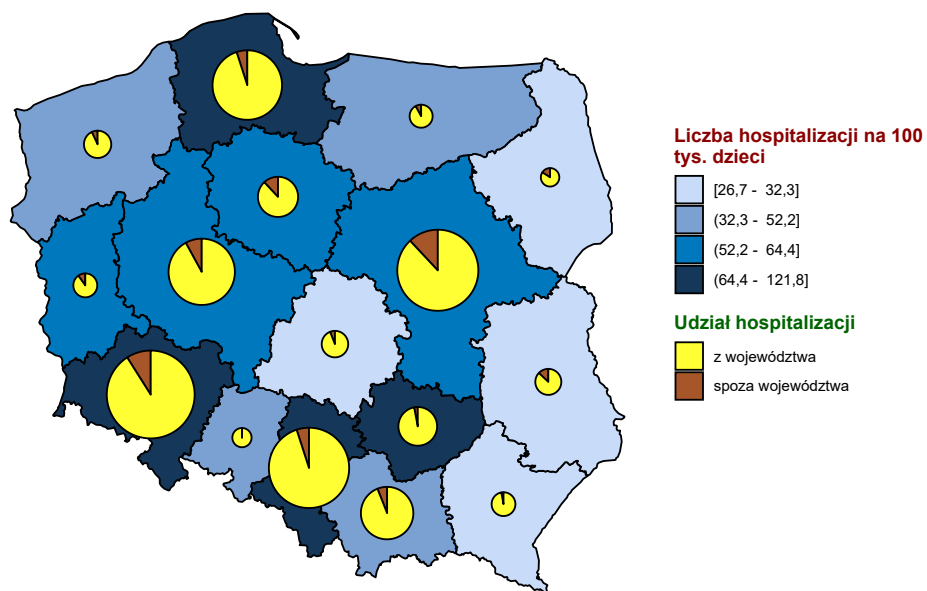 Liczba hospitalizacji na 100
tys. dzieci
[26,7 - 32,3]
(32,3 - 52,2]
(52,2 - 64,4]
(64,4 - 121,8]
Udział hospitalizacji
z województwa
spoza województwa